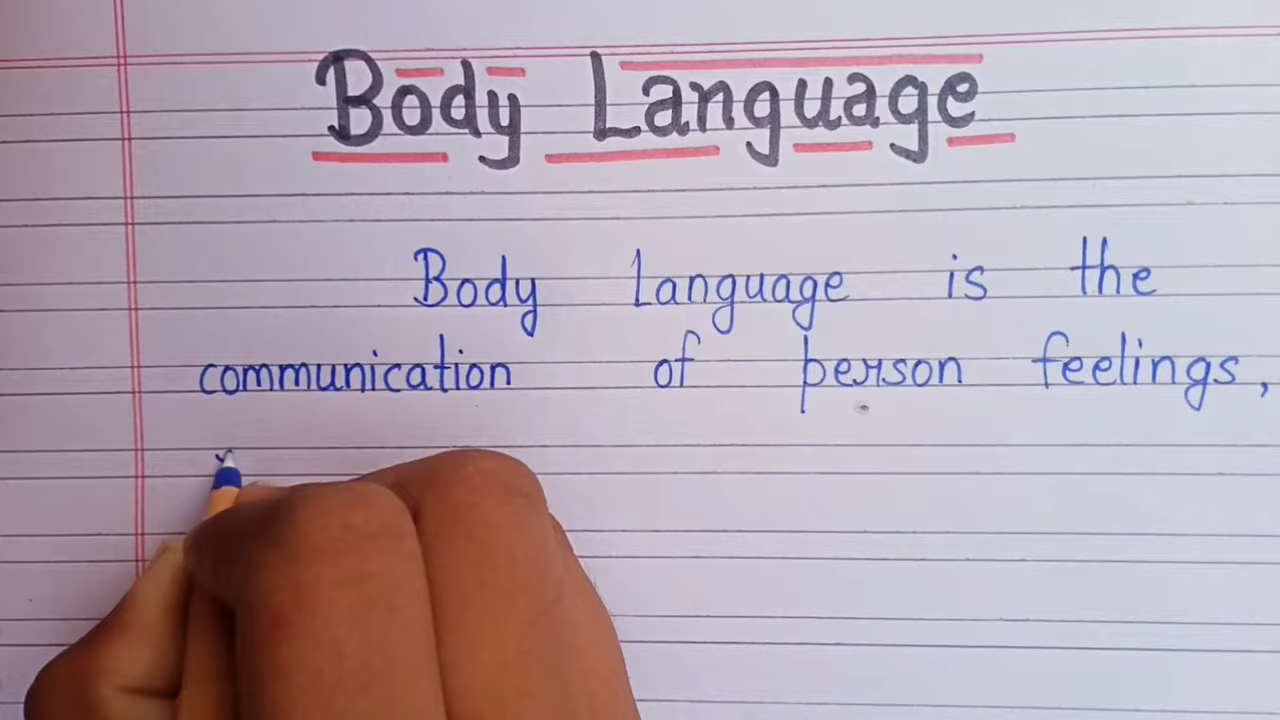 Body Language
Body Language is the
communication of person feelings,